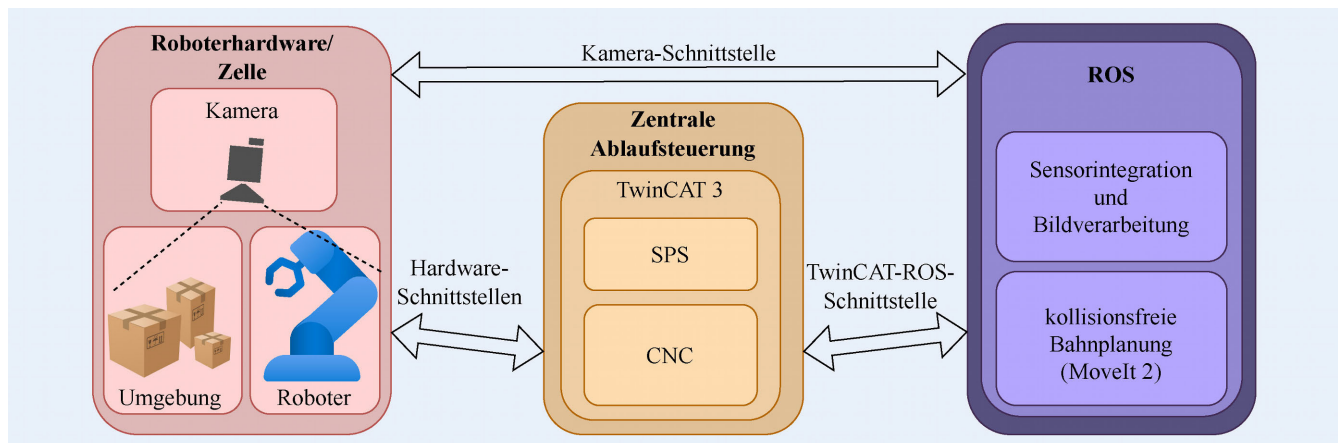 Roboterhardware/
Zelle
Kamera
Umgebung
Roboter
Kamera-Schnittstelle
Hardware-
Schnittstellen
Zentrale
Ablaufsteuerung
TwinCAT 3
SPS
CNC
TwinCAT-ROS-
Schnittstelle
ROS
Sensorintegration
und
Bildverarbeitung
kollisionsfreie
Bahnplanung
(MoveIt 2)